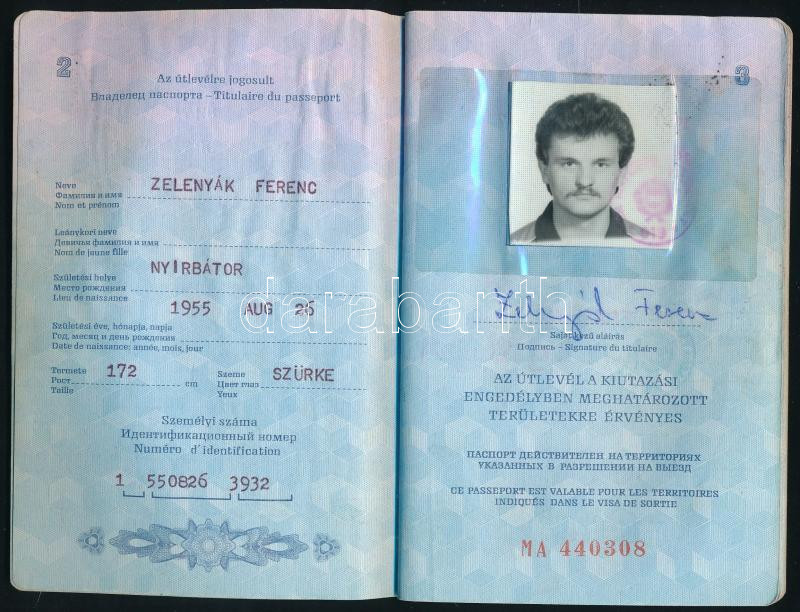 2
Az útlevélre jogosult
Владелец паспорта – Titulaire du passeport
Neve
Фамилия и имя
Nom et prénom
ZELENYÁK FERENC
Leánykori neve
Девичья фамилия и имя
Nom de jeune fille
Születési helye
Место рождения
Lieu de naissance
NYIRBÁTOR
1955 AUG 26
Születési éve, hónapja, napja
Год, месяц и день рождения
Date de naissance: année, mois, jour
Termete
Рост
Taille
172 cm
Szeme
Цвет глаз
Yeux
SZÜRKE
Személyi száma
Идентификационный номер
Numéro d'identification
1 550826 3932
3
Zelenyák Ferenc
Sajátkezű aláírás
Подпись – Signature du titulaire
AZ ÚTLEVÉL A KIUTAZÁSI
ENGEDÉLYBEN MEGHATÁROZOTT
TERÜLETEKRE ÉRVÉNYES
ПАСПОРТ ДЕЙСТВИТЕЛЕН НА ТЕРРИТОРИЯХ
УКАЗАННЫХ В РАЗРЕШЕНИИ НА ВЫЕЗД
CE PASSEPORT EST VALABLE POUR LES TERRITOIRES
INDIQUÉS DANS LE VISA DE SORTIE
MA 440308
darabanth.com